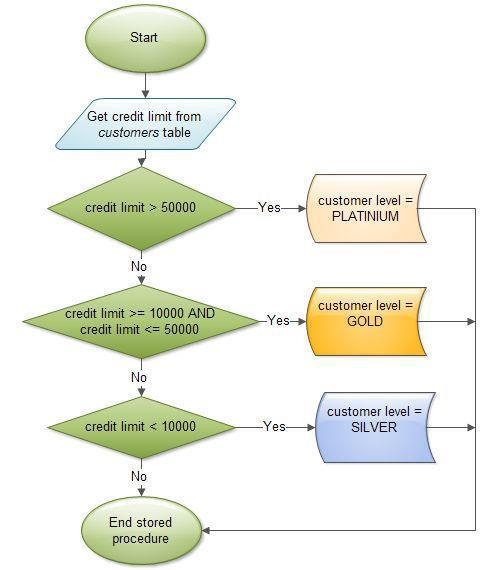 Start
Get credit limit from
customers table
credit limit > 50000
Yes
customer level =
PLATINIUM
No
credit limit >= 10000 AND
credit limit <= 50000
Yes
customer level =
GOLD
No
credit limit < 10000
Yes
customer level =
SILVER
No
End stored
procedure